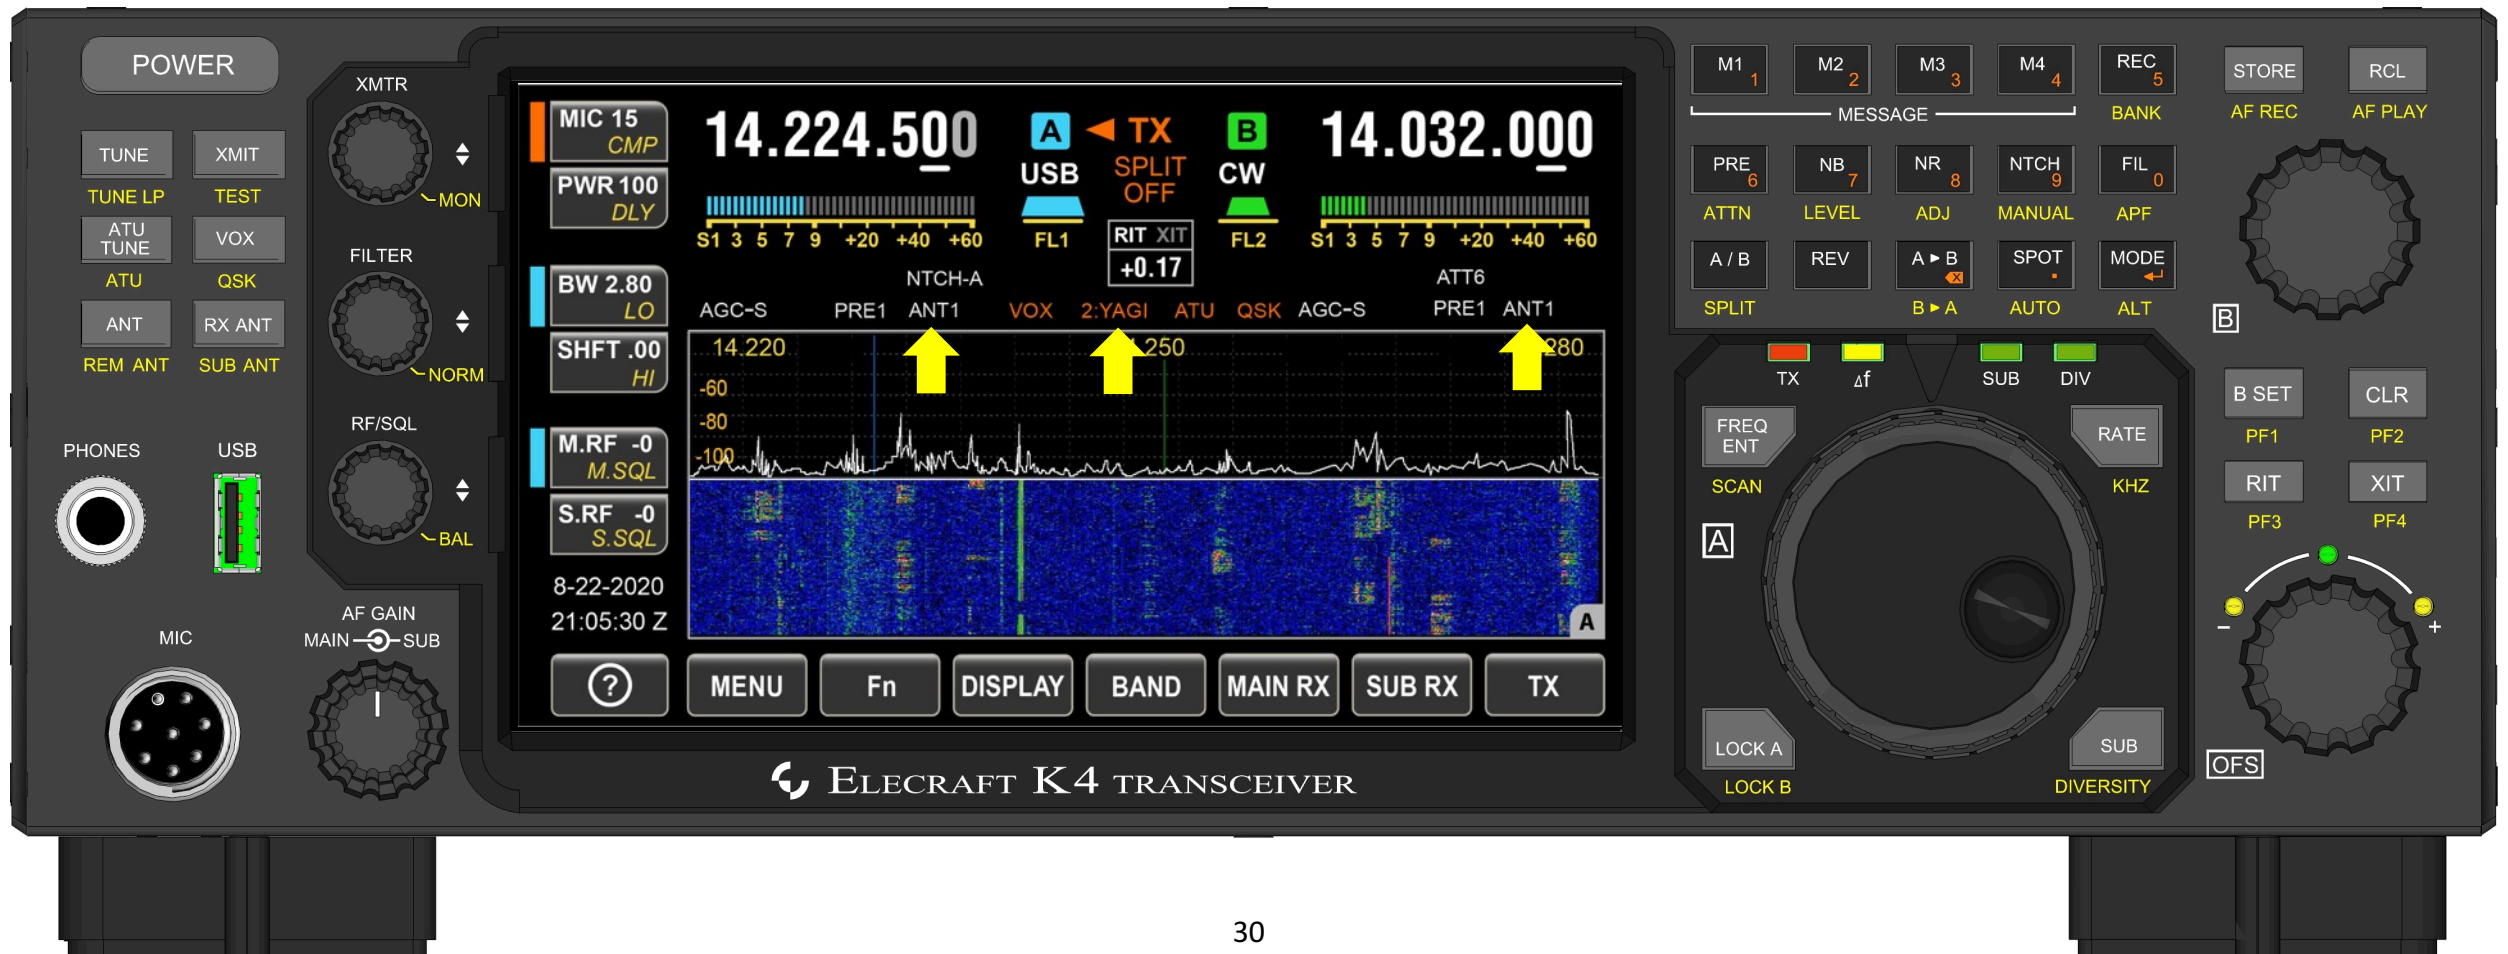 POWER
TUNE
XMIT
TUNE LP
TEST
ATU
TUNE
VOX
ATU
QSK
ANT
RX ANT
REM ANT
SUB ANT
PHONES
USB
MIC
XMTR
MON
FILTER
NORM
RF/SQL
BAL
AF GAIN
MAIN
SUB
MIC 15
CMP
PWR 100
DLY
BW 2.80
LO
SHFT .00
HI
M.RF -0
M.SQL
S.RF -0
S.SQL
8-22-2020
21:05:30 Z
14.224.500
A
TX
B
14.032.000
USB
SPLIT
OFF
CW
S1 3 5 7 9 +20 +40 +60
FL1
RIT XIT
+0.17
FL2
S1 3 5 7 9 +20 +40 +60
NTCH-A
ATT6
AGC-S
PRE1
ANT1
VOX
2:YAGI
ATU
QSK
AGC-S
PRE1
ANT1
14.220
250
280
-60
-80
-100
A
?
MENU
Fn
DISPLAY
BAND
MAIN RX
SUB RX
TX
ELECRAFT K4 TRANSCEIVER
M1 1
M2 2
M3 3
M4 4
REC 5
MESSAGE
BANK
PRE 6
NB 7
NR 8
NTCH 9
FIL 0
ATTN
LEVEL
ADJ
MANUAL
APF
A / B
REV
A ▸ B
SPOT .
MODE
SPLIT
B ▸ A
AUTO
ALT
STORE
RCL
AF REC
AF PLAY
B
TX
Δf
SUB
DIV
FREQ
ENT
RATE
SCAN
KHZ
A
LOCK A
SUB
LOCK B
DIVERSITY
B SET
CLR
PF1
PF2
RIT
XIT
PF3
PF4
−
+
OFS
30